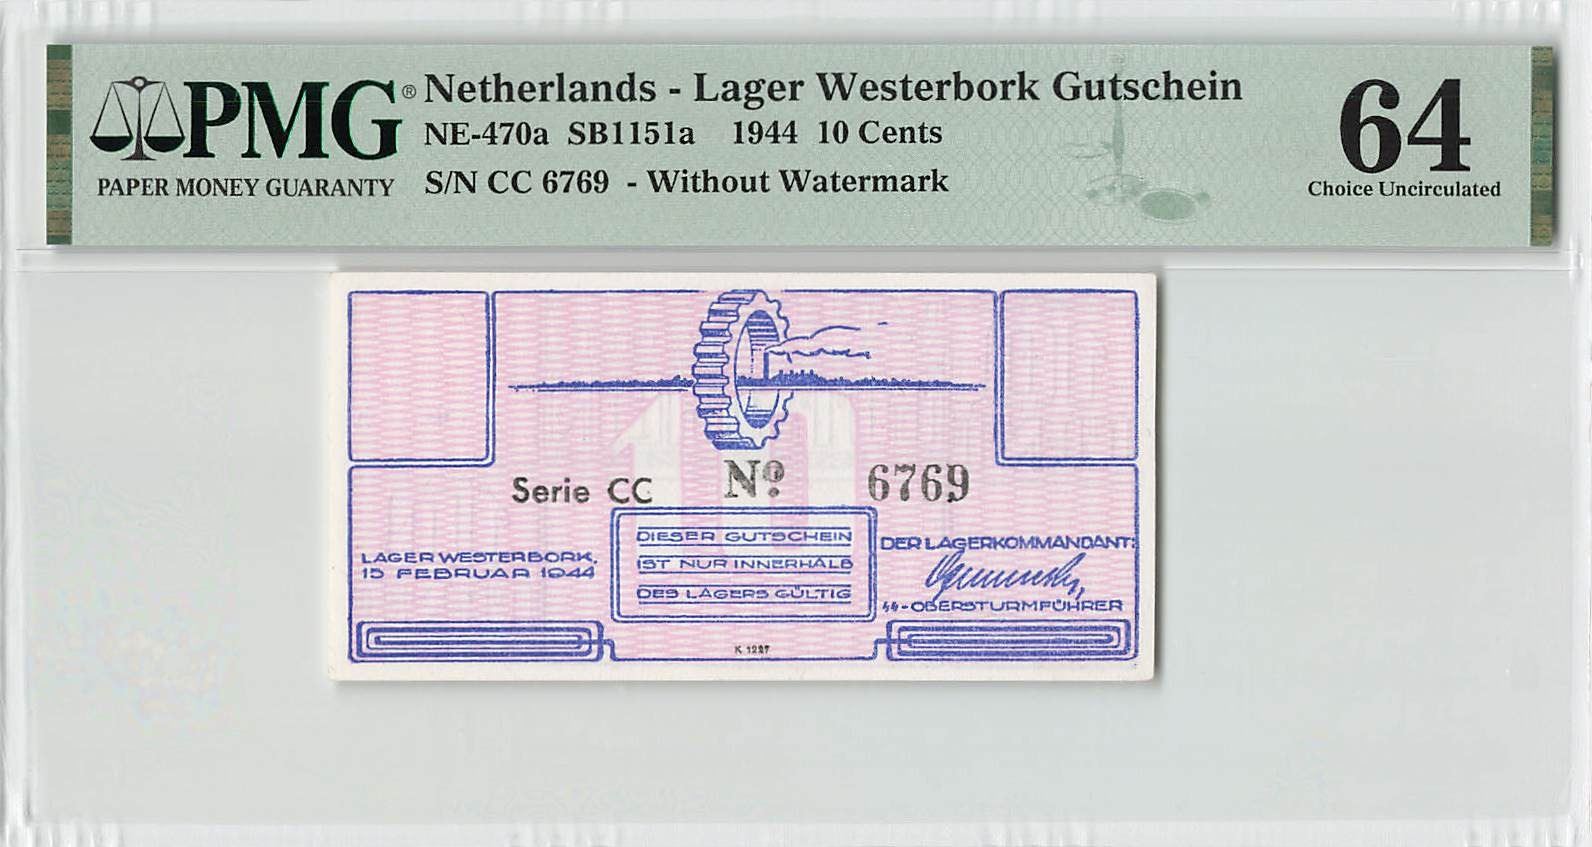 PMG® Netherlands - Lager Westerbork Gutschein
NE-470a SB1151a 1944 10 Cents
PAPER MONEY GUARANTY S/N CC 6769 - Without Watermark
64
Choice Uncirculated
10
Serie CC Nº 6769
DIESER GUTSCHEIN
IST NUR INNERHALB
DES LAGERS GÜLTIG
LAGER WESTERBORK,
15 FEBRUAR 1944
DER LAGERKOMMANDANT:
SS-OBERSTURMFÜHRER
K 1227